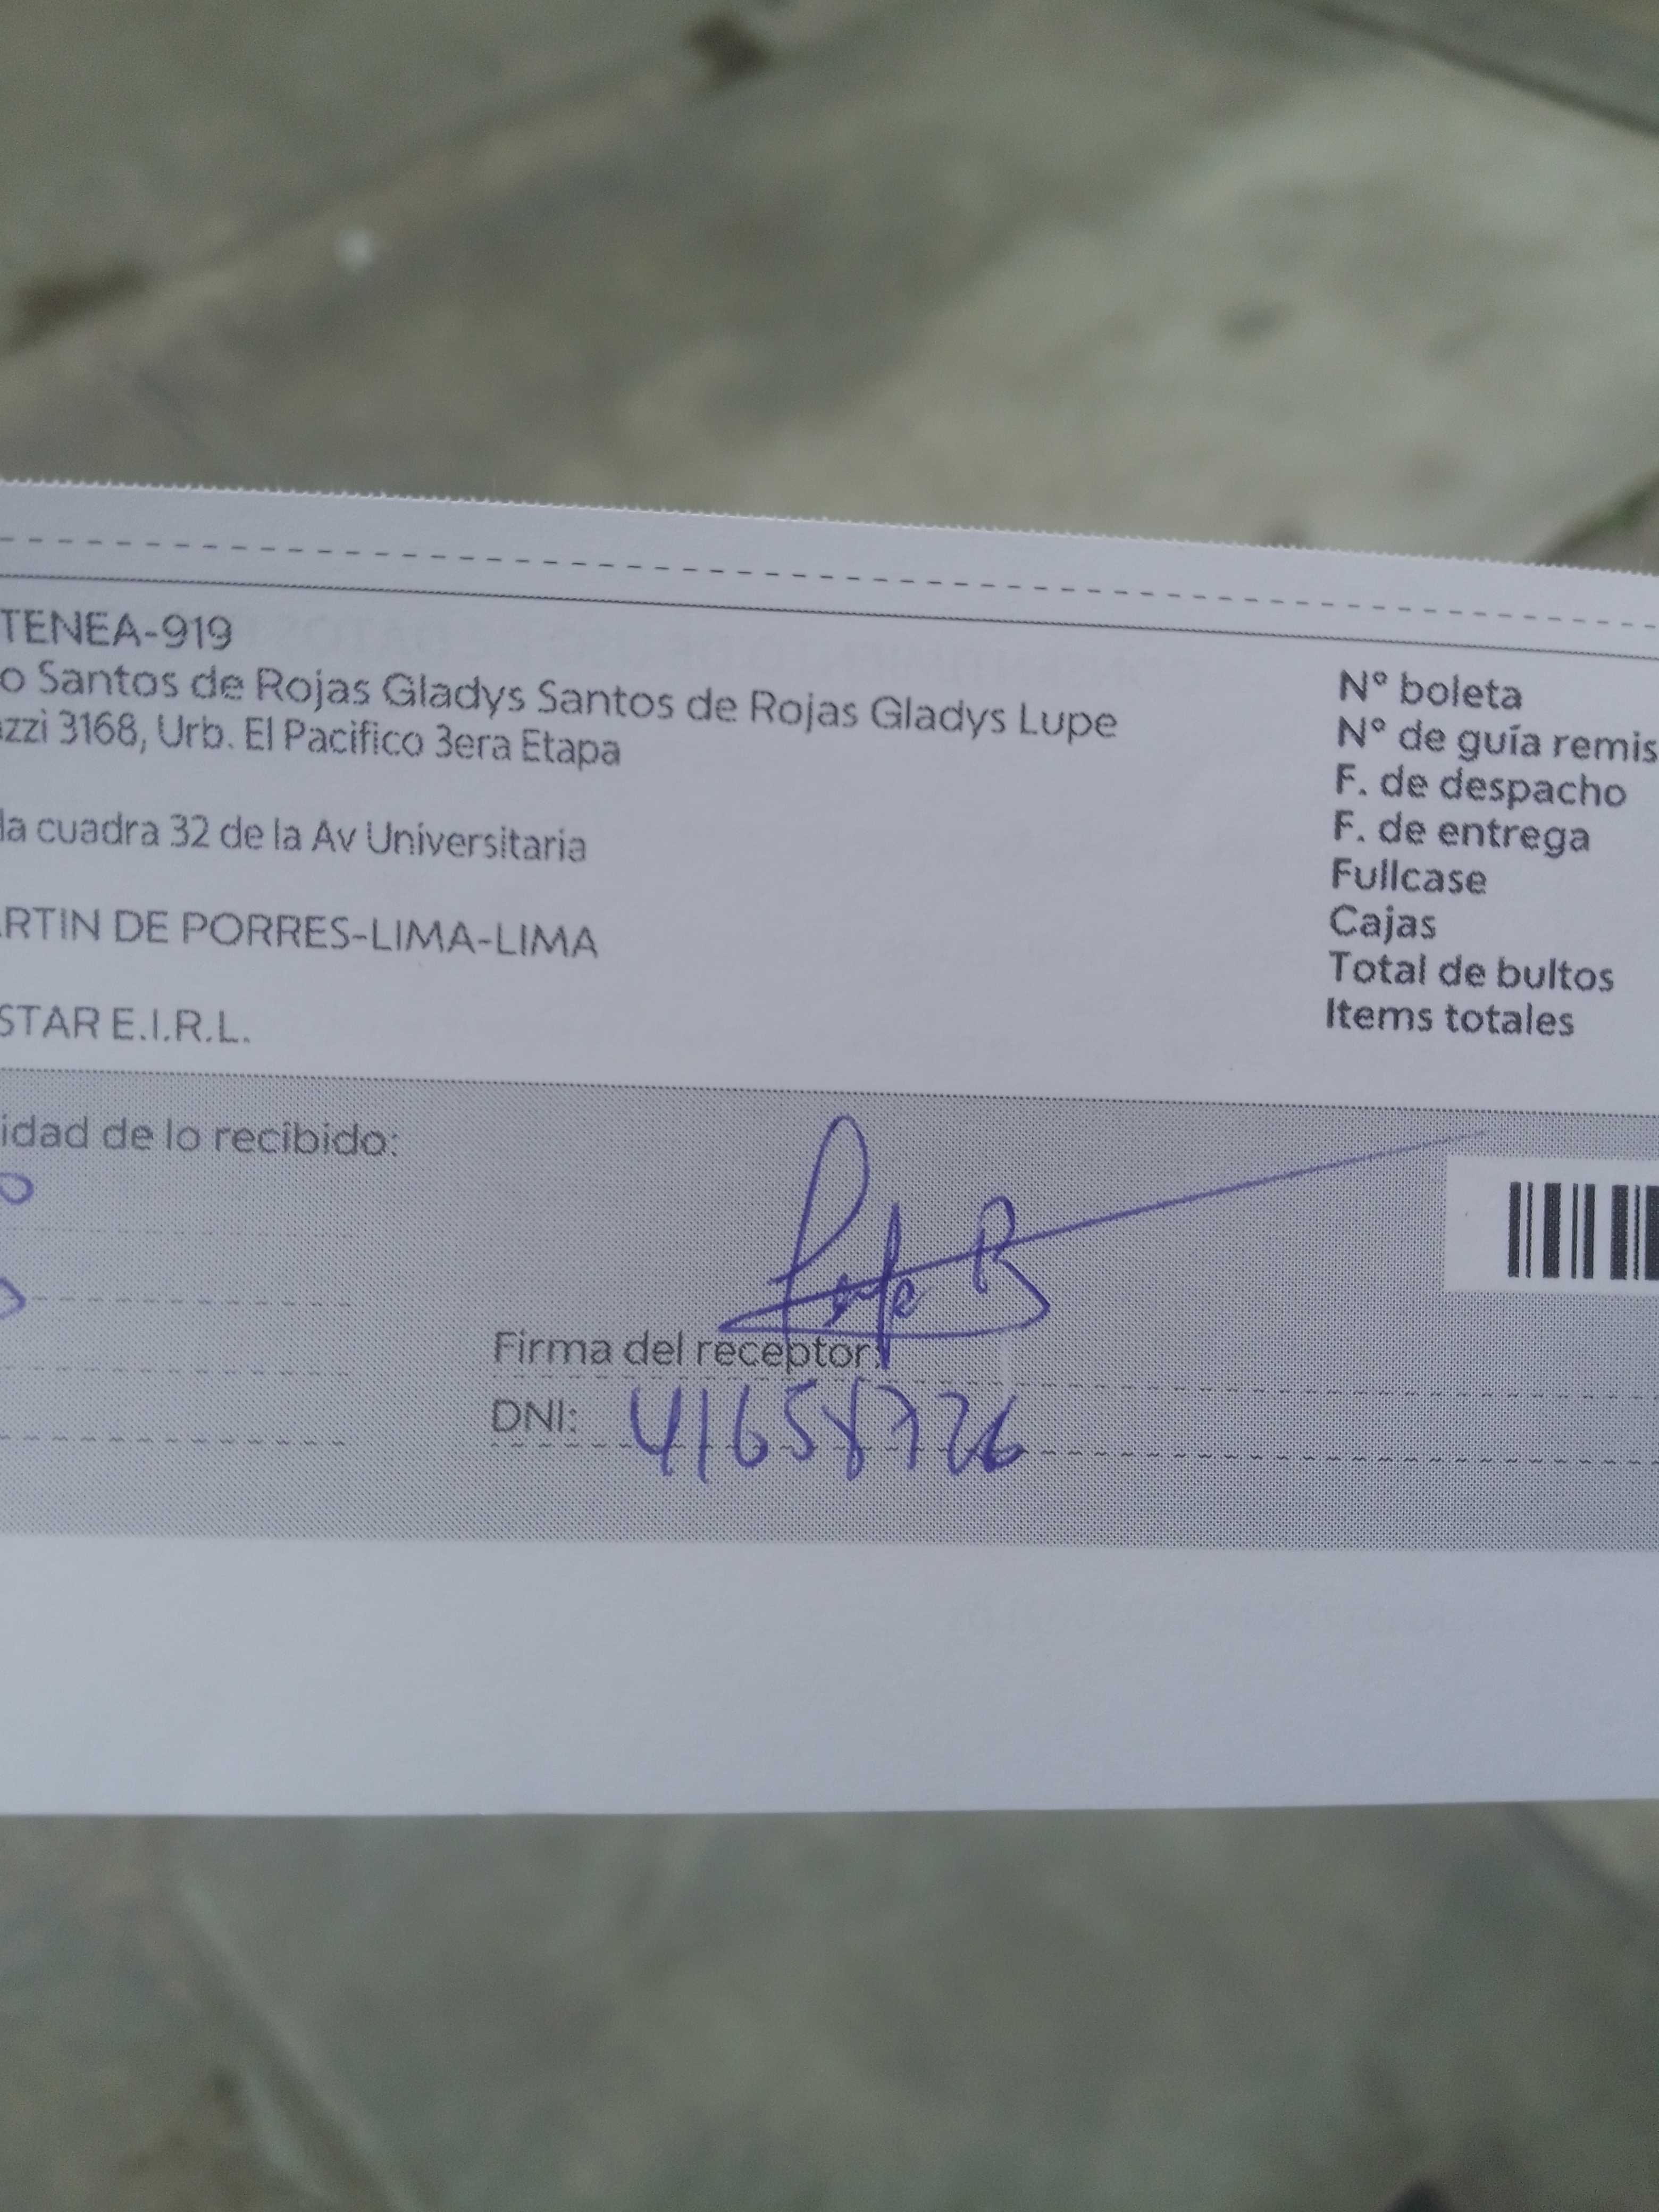 TENEA-919
o Santos de Rojas Gladys Santos de Rojas Gladys Lupe
zzi 3168, Urb. El Pacifico 3era Etapa
la cuadra 32 de la Av Universitaria
RTIN DE PORRES-LIMA-LIMA
STAR E.I.R.L.
N° boleta
N° de guía remis
F. de despacho
F. de entrega
Fullcase
Cajas
Total de bultos
Items totales
idad de lo recibido:
Lupe B
Firma del receptor:
DNI: 41658726